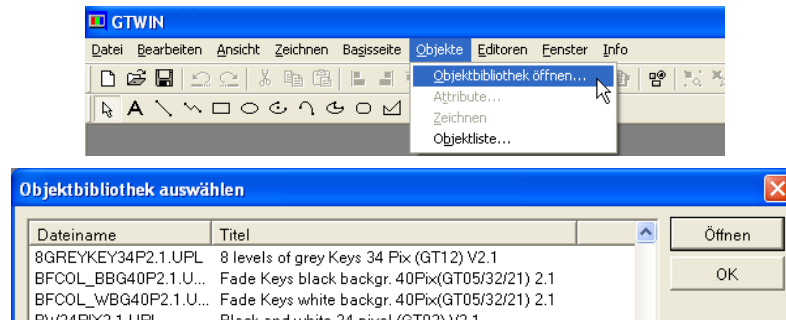 GTWIN
Datei Bearbeiten Ansicht Zeichnen Basisseite Objekte Editoren Fenster Info
Objektbibliothek öffnen...
Attribute...
Zeichnen
Objektliste...
Objektbibliothek auswählen
Dateiname Titel Öffnen
8GREYKEY34P2.1.UPL 8 levels of grey Keys 34 Pix (GT12) V2.1
BFCOL_BBG40P2.1.U... Fade Keys black backgr. 40Pix(GT05/32/21) 2.1 OK
BFCOL_WBG40P2.1.U... Fade Keys white backgr. 40Pix(GT05/32/21) 2.1